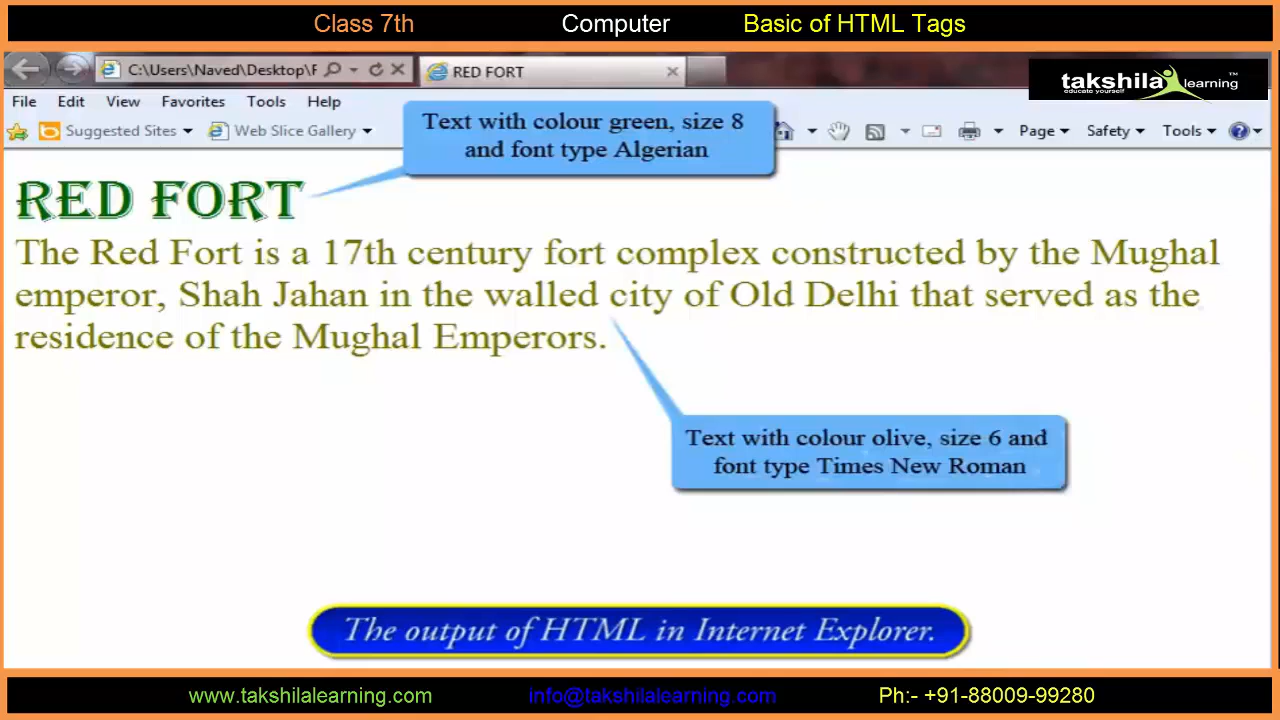 Class 7th Computer Basic of HTML Tags
C:\Users\Naved\Desktop\F
RED FORT
takshila learning ™
educate yourself
File Edit View Favorites Tools Help
Suggested Sites Web Slice Gallery Page Safety Tools
Text with colour green, size 8
and font type Algerian
RED FORT
The Red Fort is a 17th century fort complex constructed by the Mughal
emperor, Shah Jahan in the walled city of Old Delhi that served as the
residence of the Mughal Emperors.
Text with colour olive, size 6 and
font type Times New Roman
The output of HTML in Internet Explorer.
www.takshilalearning.com info@takshilalearning.com Ph:- +91-88009-99280